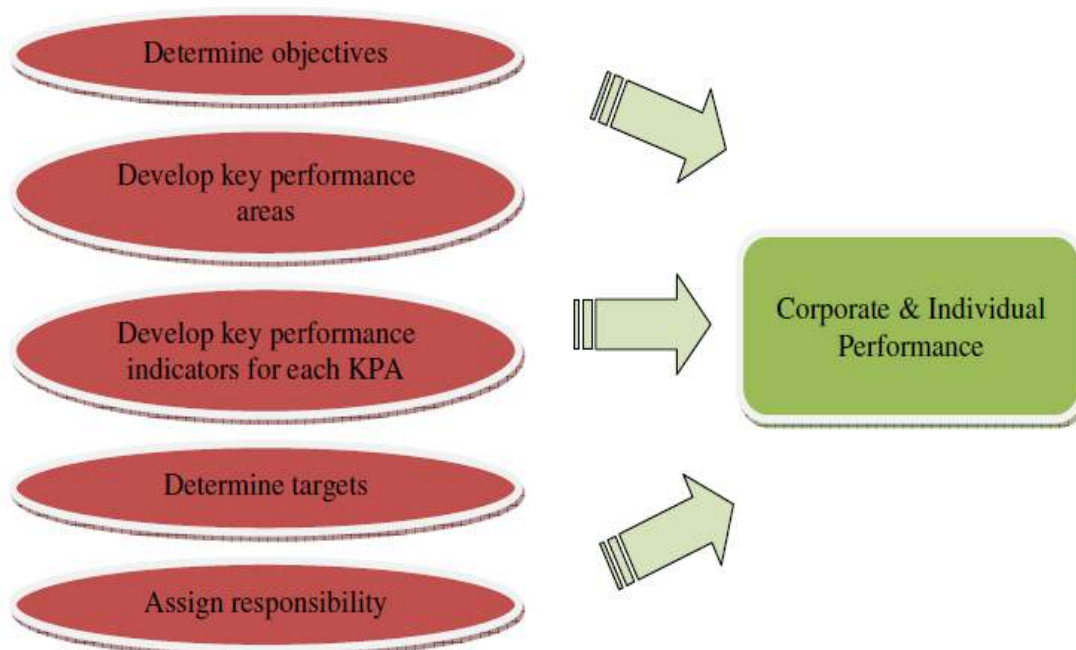 Determine objectives
Develop key performance
areas
Develop key performance
indicators for each KPA
Determine targets
Assign responsibility
Corporate & Individual
Performance